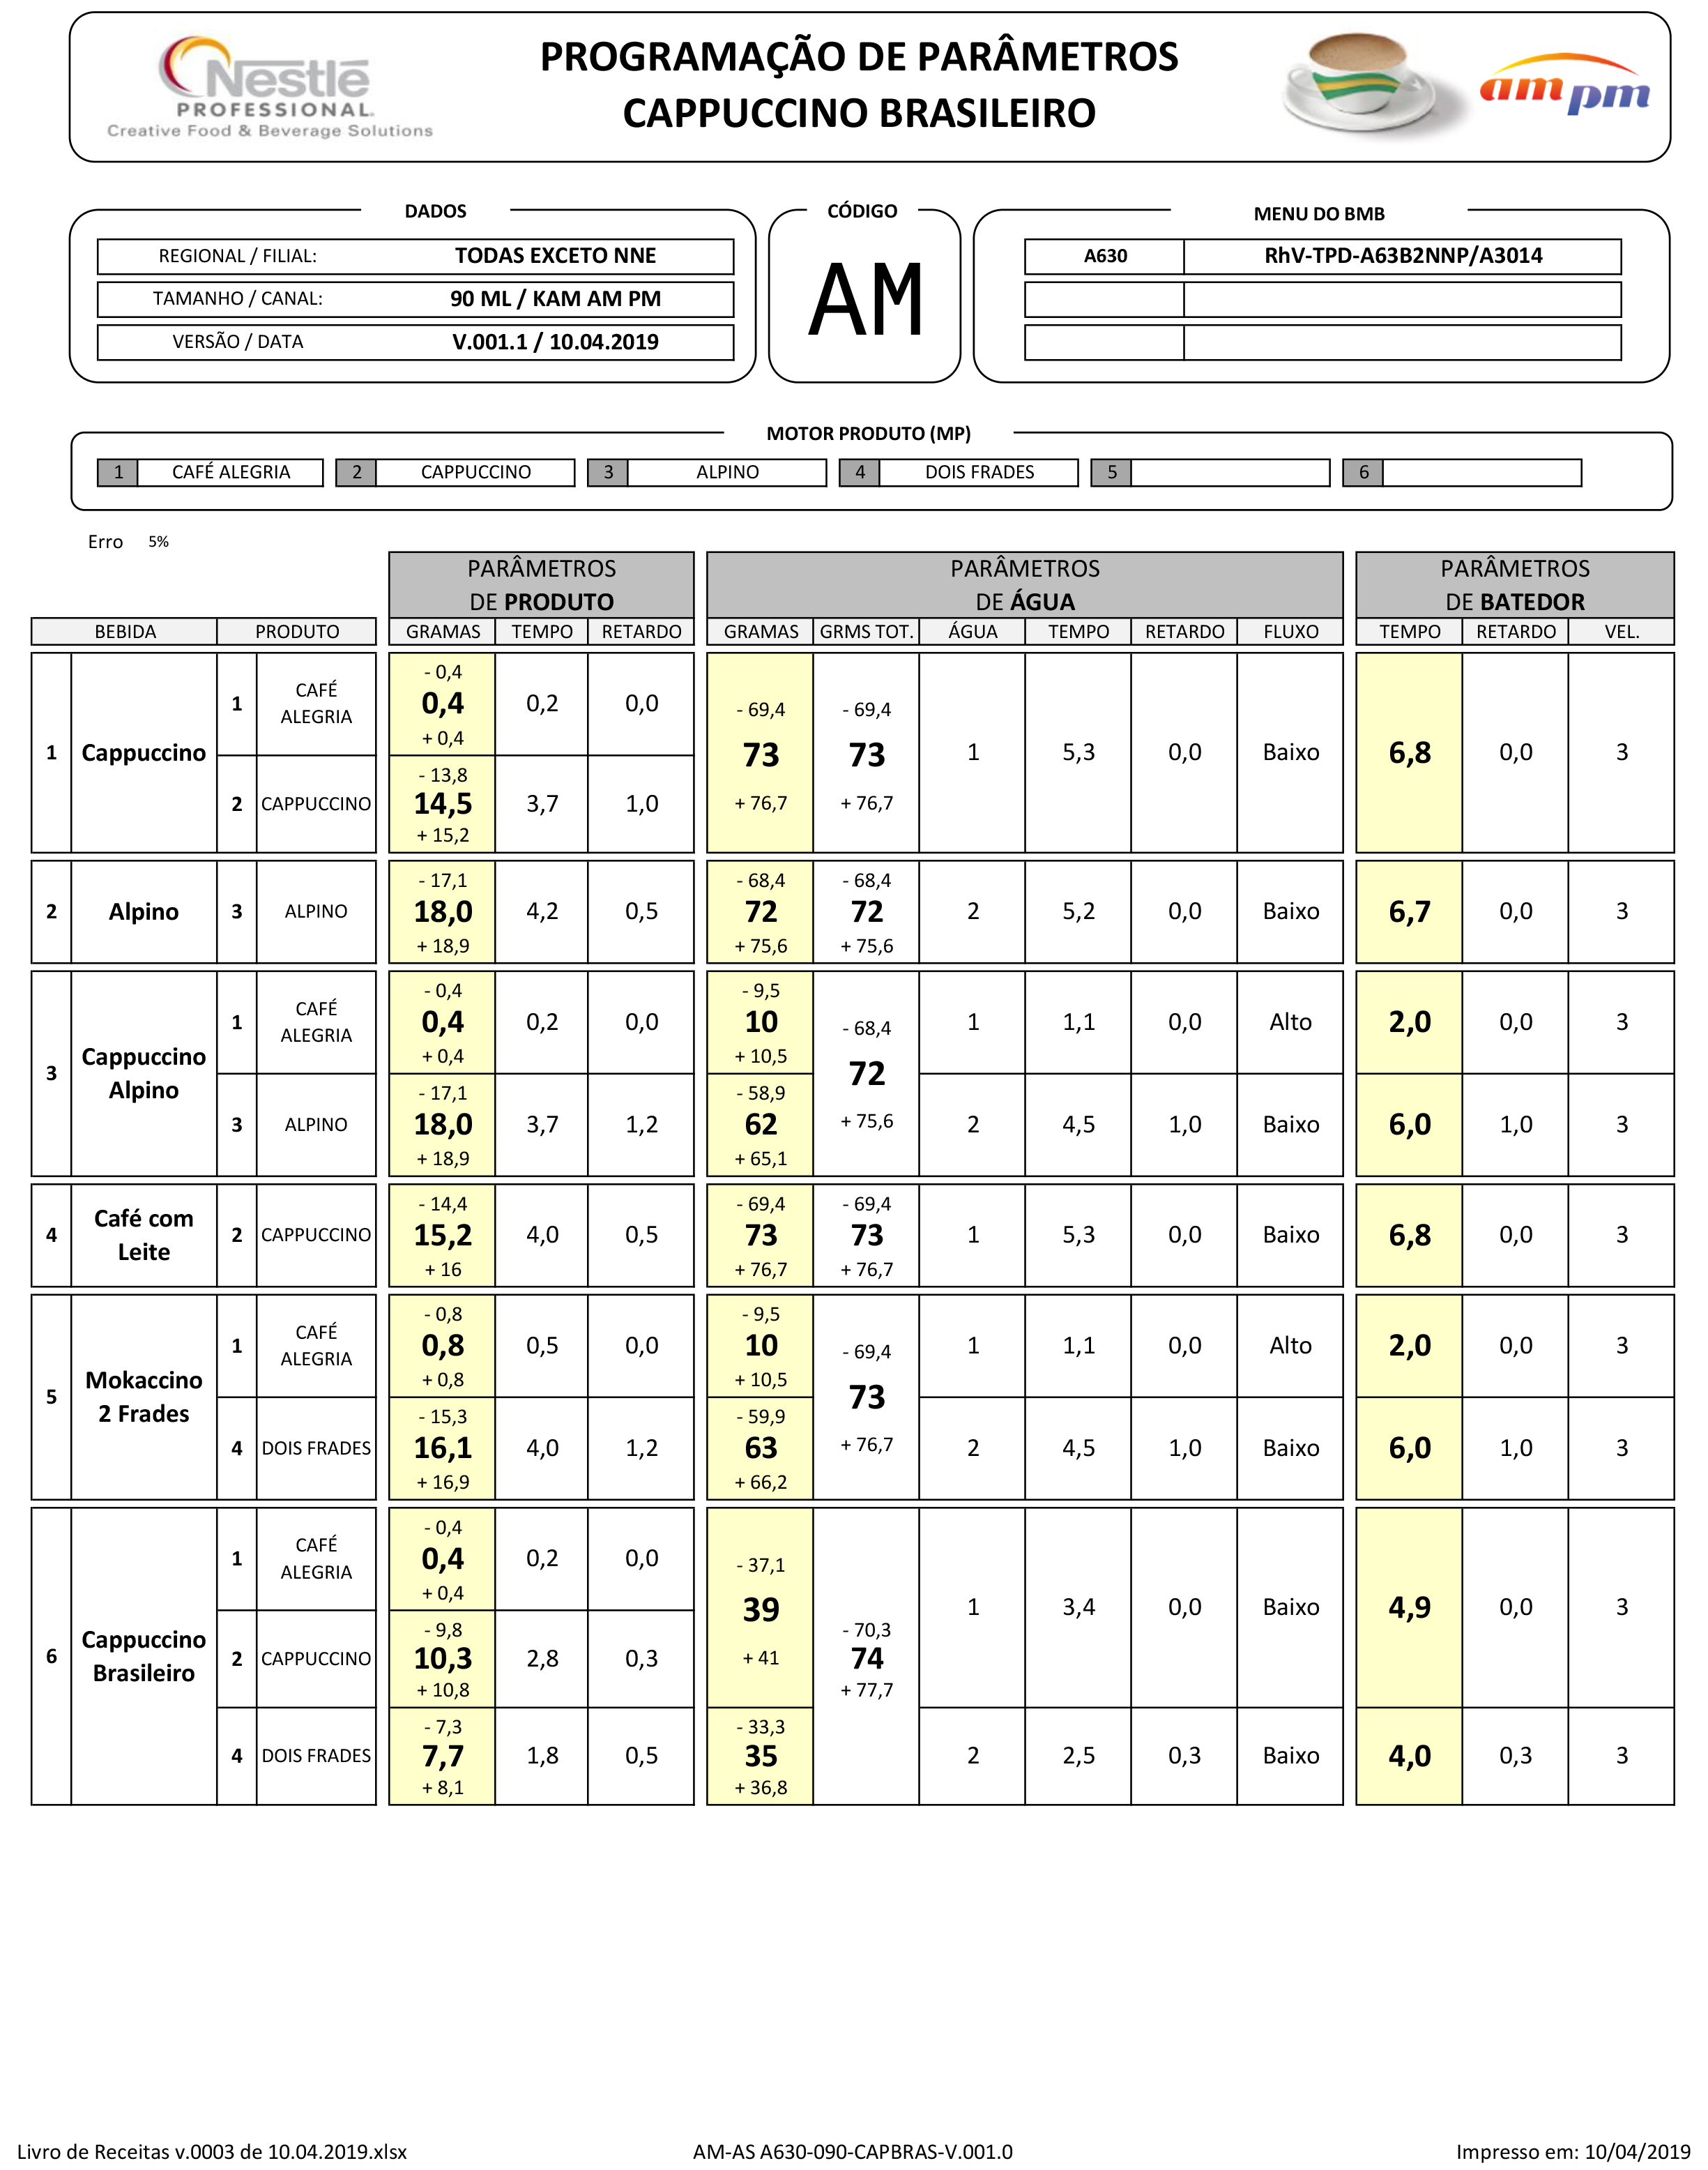 Nestlé
PROFESSIONAL.
Creative Food & Beverage Solutions
PROGRAMAÇÃO DE PARÂMETROS
CAPPUCCINO BRASILEIRO
am pm
DADOS
REGIONAL / FILIAL: TODAS EXCETO NNE
TAMANHO / CANAL: 90 ML / KAM AM PM
VERSÃO / DATA V.001.1 / 10.04.2019
CÓDIGO
AM
MENU DO BMB
A630 RhV-TPD-A63B2NNP/A3014
MOTOR PRODUTO (MP)
1 CAFÉ ALEGRIA 2 CAPPUCCINO 3 ALPINO 4 DOIS FRADES 5 6
Erro 5%
PARÂMETROS
DE PRODUTO
PARÂMETROS
DE ÁGUA
PARÂMETROS
DE BATEDOR
BEBIDA PRODUTO GRAMAS TEMPO RETARDO GRAMAS GRMS TOT. ÁGUA TEMPO RETARDO FLUXO TEMPO RETARDO VEL.
1 Cappuccino
1 CAFÉ
ALEGRIA
- 0,4
0,4 0,2 0,0
+ 0,4
2 CAPPUCCINO
- 13,8
14,5 3,7 1,0
+ 15,2
- 69,4 - 69,4
73 73 1 5,3 0,0 Baixo 6,8 0,0 3
+ 76,7 + 76,7
2 Alpino 3 ALPINO
- 17,1 - 68,4 - 68,4
18,0 4,2 0,5 72 72 2 5,2 0,0 Baixo 6,7 0,0 3
+ 18,9 + 75,6 + 75,6
3 Cappuccino
Alpino
1 CAFÉ
ALEGRIA
- 0,4 - 9,5
0,4 0,2 0,0 10 1 1,1 0,0 Alto 2,0 0,0 3
+ 0,4 + 10,5
- 68,4
72
+ 75,6
3 ALPINO
- 17,1 - 58,9
18,0 3,7 1,2 62 2 4,5 1,0 Baixo 6,0 1,0 3
+ 18,9 + 65,1
4 Café com
Leite
2 CAPPUCCINO
- 14,4 - 69,4 - 69,4
15,2 4,0 0,5 73 73 1 5,3 0,0 Baixo 6,8 0,0 3
+ 16 + 76,7 + 76,7
5 Mokaccino
2 Frades
1 CAFÉ
ALEGRIA
- 0,8 - 9,5
0,8 0,5 0,0 10 1 1,1 0,0 Alto 2,0 0,0 3
+ 0,8 + 10,5
- 69,4
73
+ 76,7
4 DOIS FRADES
- 15,3 - 59,9
16,1 4,0 1,2 63 2 4,5 1,0 Baixo 6,0 1,0 3
+ 16,9 + 66,2
6 Cappuccino
Brasileiro
1 CAFÉ
ALEGRIA
- 0,4
0,4 0,2 0,0
+ 0,4
- 37,1
39 1 3,4 0,0 Baixo 4,9 0,0 3
+ 41
2 CAPPUCCINO
- 9,8
10,3 2,8 0,3
+ 10,8
- 70,3
74
+ 77,7
4 DOIS FRADES
- 7,3 - 33,3
7,7 1,8 0,5 35 2 2,5 0,3 Baixo 4,0 0,3 3
+ 8,1 + 36,8
Livro de Receitas v.0003 de 10.04.2019.xlsx AM-AS A630-090-CAPBRAS-V.001.0 Impresso em: 10/04/2019